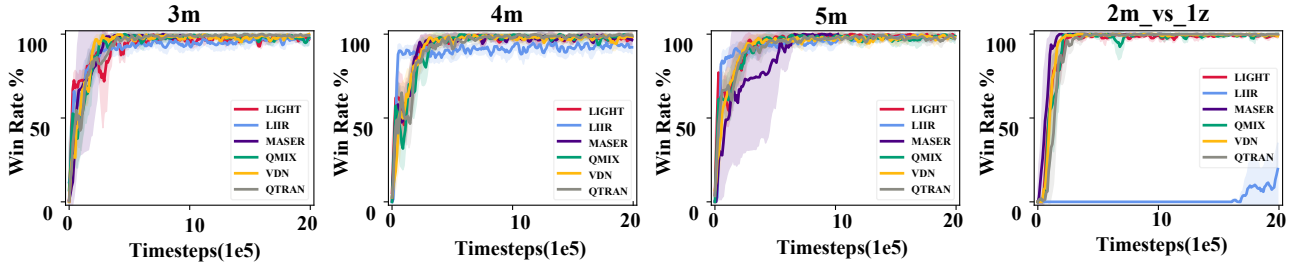 3m
Win Rate %
100
50
0
LIGHT
LIIR
MASER
QMIX
VDN
QTRAN
0
10
20
Timesteps(1e5)
4m
Win Rate %
100
50
0
LIGHT
LIIR
MASER
QMIX
VDN
QTRAN
0
10
20
Timesteps(1e5)
5m
Win Rate %
100
50
0
LIGHT
LIIR
MASER
QMIX
VDN
QTRAN
0
10
20
Timesteps(1e5)
2m_vs_1z
Win Rate %
100
50
0
LIGHT
LIIR
MASER
QMIX
VDN
QTRAN
0
10
20
Timesteps(1e5)